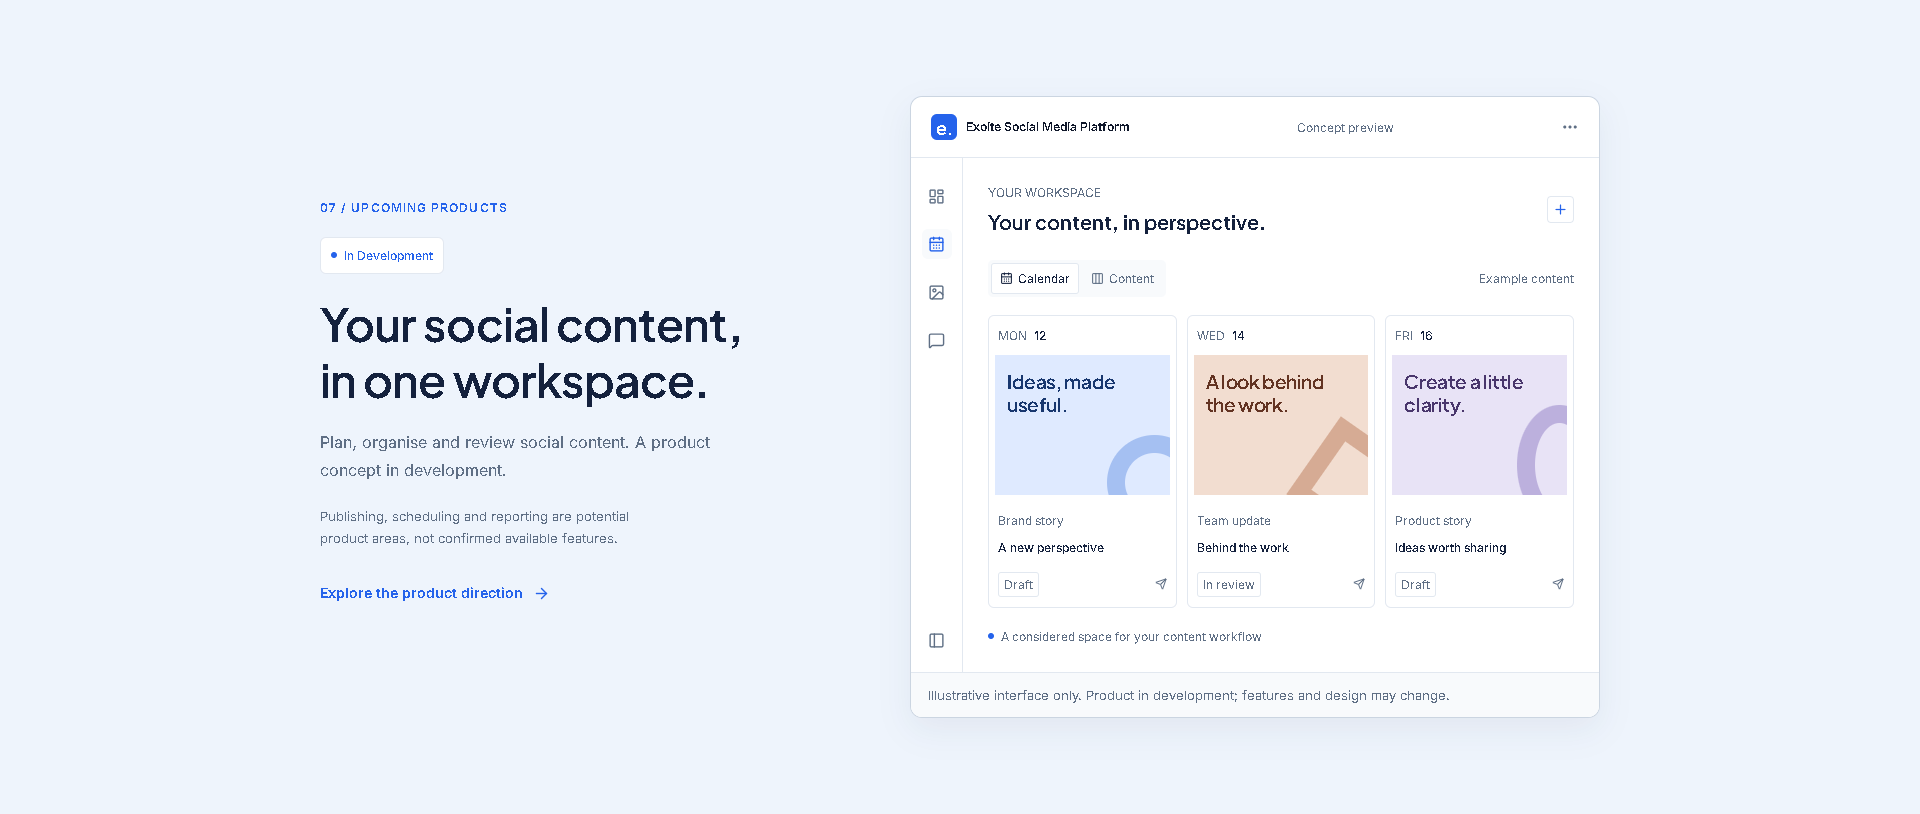 07 / UPCOMING PRODUCTS
In Development
Your social content,
in one workspace.
Plan, organise and review social content. A product
concept in development.
Publishing, scheduling and reporting are potential
product areas, not confirmed available features.
Explore the product direction
e. Exoite Social Media Platform
Concept preview
YOUR WORKSPACE
Your content, in perspective.
Calendar
Content
Example content
MON 12
Ideas, made
useful.
Brand story
A new perspective
Draft
WED 14
A look behind
the work.
Team update
Behind the work
In review
FRI 16
Create a little
clarity.
Product story
Ideas worth sharing
Draft
A considered space for your content workflow
Illustrative interface only. Product in development; features and design may change.